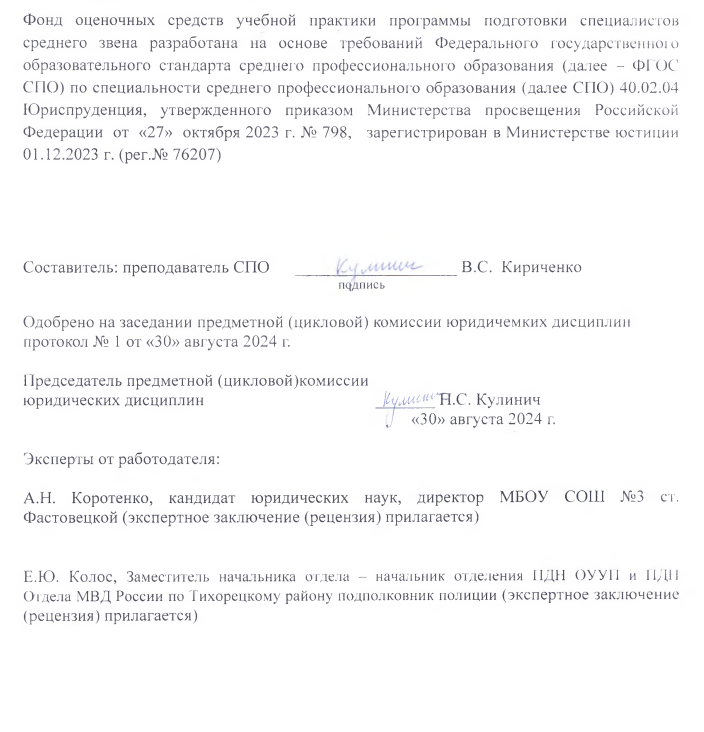 Фонд оценочных средств учебной практики программы подготовки специалистов
среднего звена разработана на основе требований Федерального государственного
образовательного стандарта среднего профессионального образования (далее – ФГОС
СПО) по специальности среднего профессионального образования (далее СПО) 40.02.04
Юриспруденция, утвержденного приказом Министерства просвещения Российской
Федерации от «27» октября 2023 г. № 798, зарегистрирован в Министерстве юстиции
01.12.2023 г. (рег.№ 76207)
Составитель: преподаватель СПО Кулинич В.С. Кириченко
подпись
Одобрено на заседании предметной (цикловой) комиссии юридичемких дисциплин
протокол № 1 от «30» августа 2024 г.
Председатель предметной (цикловой)комиссии
юридических дисциплин Кулинич Н.С. Кулинич
«30» августа 2024 г.
Эксперты от работодателя:
А.Н. Коротенко, кандидат юридических наук, директор МБОУ СОШ №3 ст.
Фастовецкой (экспертное заключение (рецензия) прилагается)
Е.Ю. Колос, Заместитель начальника отдела – начальник отделения ПДН ОУУП и ПДН
Отдела МВД России по Тихорецкому району подполковник полиции (экспертное заключение
(рецензия) прилагается)